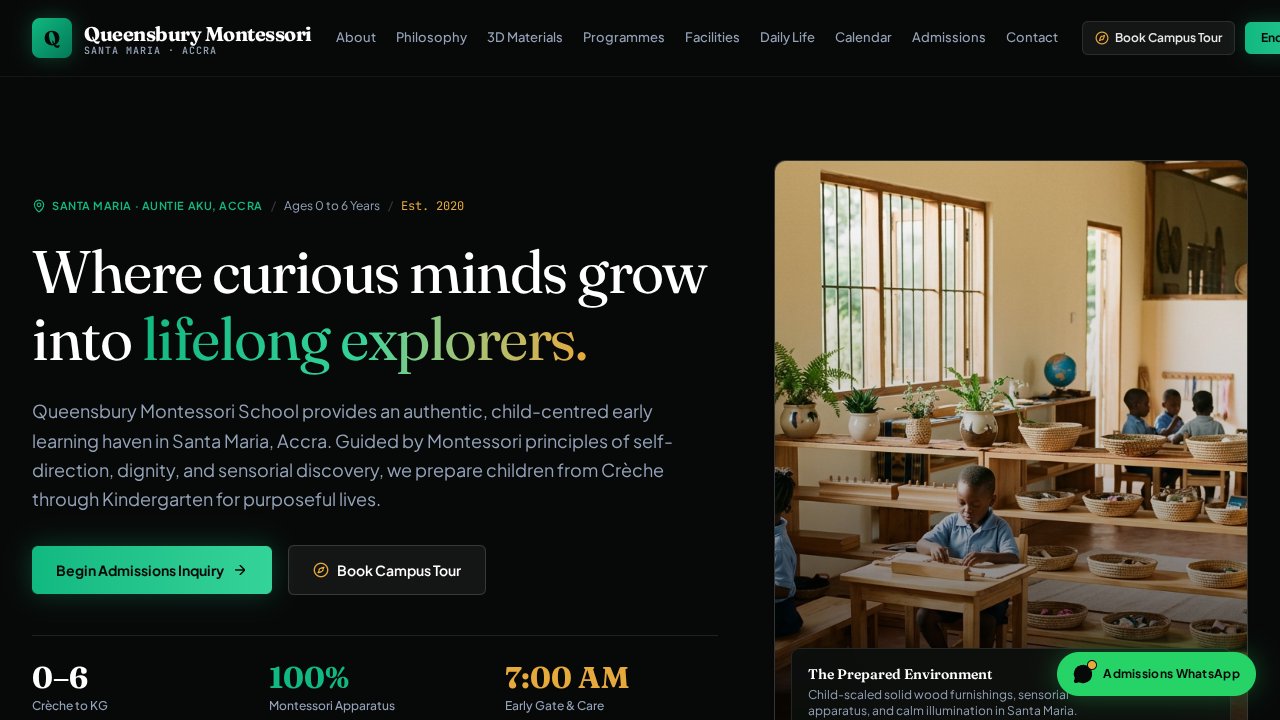 Q
Queensbury Montessori
SANTA MARIA · ACCRA
About
Philosophy
3D Materials
Programmes
Facilities
Daily Life
Calendar
Admissions
Contact
Book Campus Tour
SANTA MARIA · AUNTIE AKU, ACCRA / Ages 0 to 6 Years / Est. 2020
Where curious minds grow
into lifelong explorers.
Queensbury Montessori School provides an authentic, child-centred early
learning haven in Santa Maria, Accra. Guided by Montessori principles of self-
direction, dignity, and sensorial discovery, we prepare children from Crèche
through Kindergarten for purposeful lives.
Begin Admissions Inquiry
Book Campus Tour
0–6
Crèche to KG
100%
Montessori Apparatus
7:00 AM
Early Gate & Care
The Prepared Environment
Child-scaled solid wood furnishings, sensorial
apparatus, and calm illumination in Santa Maria.
Admissions WhatsApp